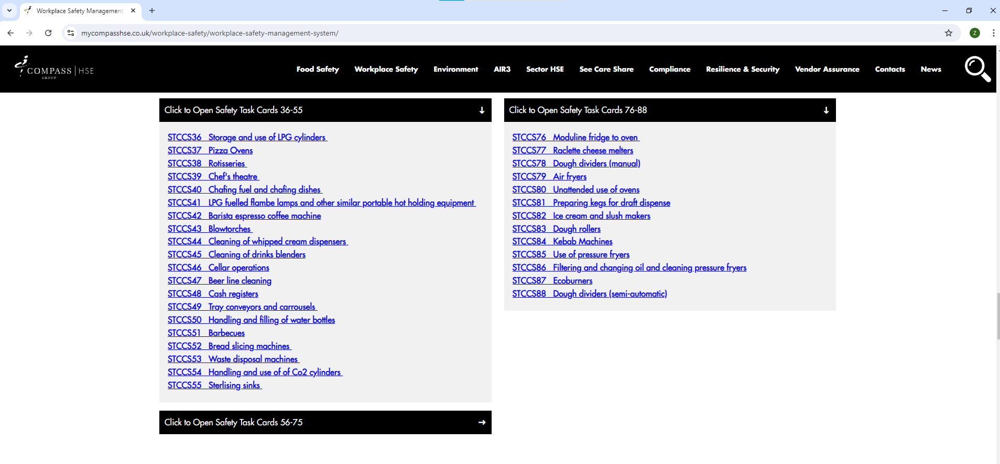 Workplace Safety Management
mycompasshse.co.uk/workplace-safety/workplace-safety-management-system/
Z
COMPASS HSE
GROUP
Food Safety Workplace Safety Environment AIR3 Sector HSE See Care Share Compliance Resilience & Security Vendor Assurance Contacts News
Click to Open Safety Task Cards 36-55
STCCS36 Storage and use of LPG cylinders
STCCS37 Pizza Ovens
STCCS38 Rotisseries
STCCS39 Chef's theatre
STCCS40 Chafing fuel and chafing dishes
STCCS41 LPG fuelled flambe lamps and other similar portable hot holding equipment
STCCS42 Barista espresso coffee machine
STCCS43 Blowtorches
STCCS44 Cleaning of whipped cream dispensers
STCCS45 Cleaning of drinks blenders
STCCS46 Cellar operations
STCCS47 Beer line cleaning
STCCS48 Cash registers
STCCS49 Tray conveyors and carrousels
STCCS50 Handling and filling of water bottles
STCCS51 Barbecues
STCCS52 Bread slicing machines
STCCS53 Waste disposal machines
STCCS54 Handling and use of of Co2 cylinders
STCCS55 Sterlising sinks
Click to Open Safety Task Cards 56-75
Click to Open Safety Task Cards 76-88
STCCS76 Moduline fridge to oven
STCCS77 Raclette cheese melters
STCCS78 Dough dividers (manual)
STCCS79 Air fryers
STCCS80 Unattended use of ovens
STCCS81 Preparing kegs for draft dispense
STCCS82 Ice cream and slush makers
STCCS83 Dough rollers
STCCS84 Kebab Machines
STCCS85 Use of pressure fryers
STCCS86 Filtering and changing oil and cleaning pressure fryers
STCCS87 Ecoburners
STCCS88 Dough dividers (semi-automatic)